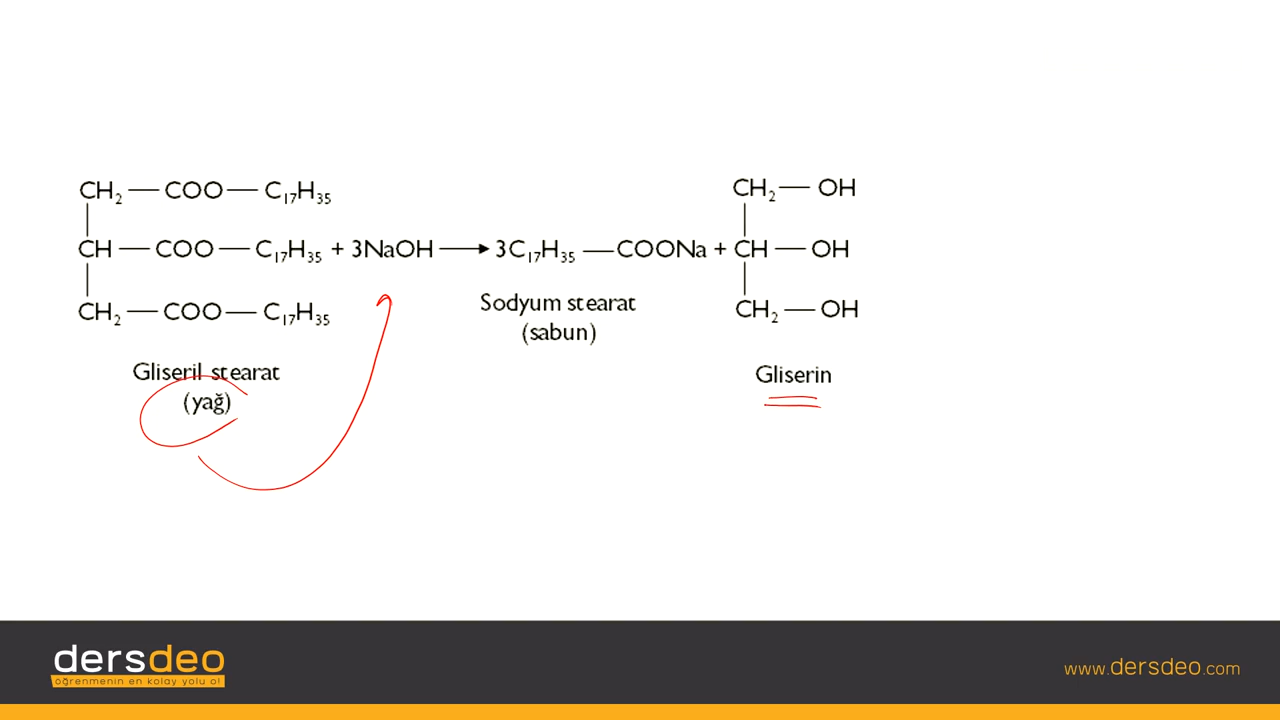 CH₂ — COO — C₁₇H₃₅
CH — COO — C₁₇H₃₅ + 3NaOH ⟶ 3C₁₇H₃₅ — COONa + CH — OH
CH₂ — COO — C₁₇H₃₅
CH₂ — OH
CH₂ — OH
Sodyum stearat
(sabun)
Gliseril stearat
(yağ)
Gliserin
dersdeo
öğrenmenin en kolay yolu o!
www.dersdeo.com